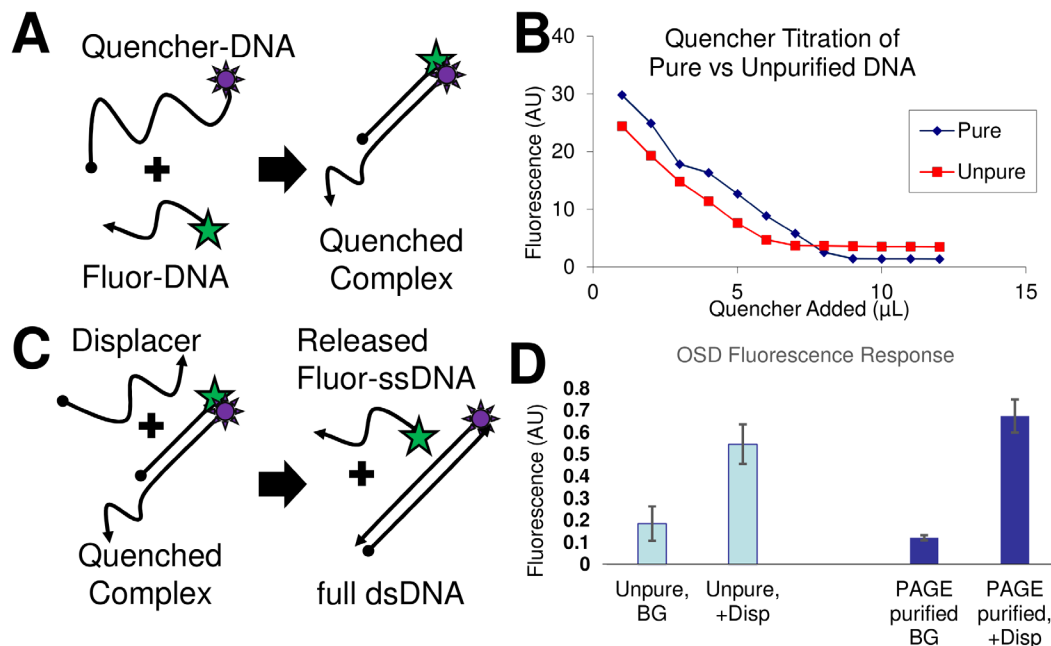 A
Quencher-DNA
Fluor-DNA
Quenched
Complex
B
Quencher Titration of
Pure vs Unpurified DNA
Fluorescence (AU)
40
30
20
10
0
0
5
10
15
Quencher Added (µL)
Pure
Unpure
C
Displacer
Quenched
Complex
Released
Fluor-ssDNA
full dsDNA
D
OSD Fluorescence Response
Fluorescence (AU)
0.8
0.7
0.6
0.5
0.4
0.3
0.2
0.1
0
Unpure,
BG
Unpure,
+Disp
PAGE
purified
BG
PAGE
purified,
+Disp